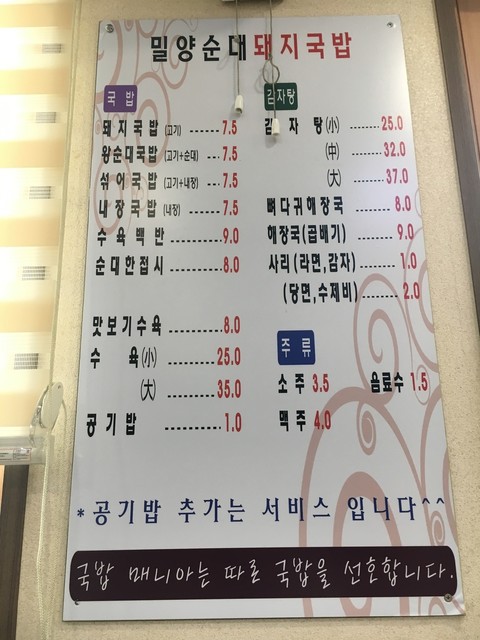 밀양순대돼지국밥
국밥
돼지국밥 (고기) ------ 7.5
왕순대국밥 (고기+순대) ---- 7.5
섞어국밥 (고기+내장) ---- 7.5
내장국밥 (내장) ------ 7.5
수육백반 --------- 9.0
순대한접시 -------- 8.0
맛보기수육 -------- 8.0
수 육 (小) --------- 25.0
(大) --------- 35.0
공기밥 ---------- 1.0
감자탕
감 자 탕 (小) ----- 25.0
(中) ----- 32.0
(大) ----- 37.0
뼈다귀해장국 ----- 8.0
해장국(곱배기) ----- 9.0
사리(라면,감자) ----- 1.0
(당면,수제비) ----- 2.0
주류
소주 3.5 음료수 1.5
맥주 4.0
*공기밥 추가는 서비스 입니다^^
국밥 매니아는 따로 국밥을 선호합니다.